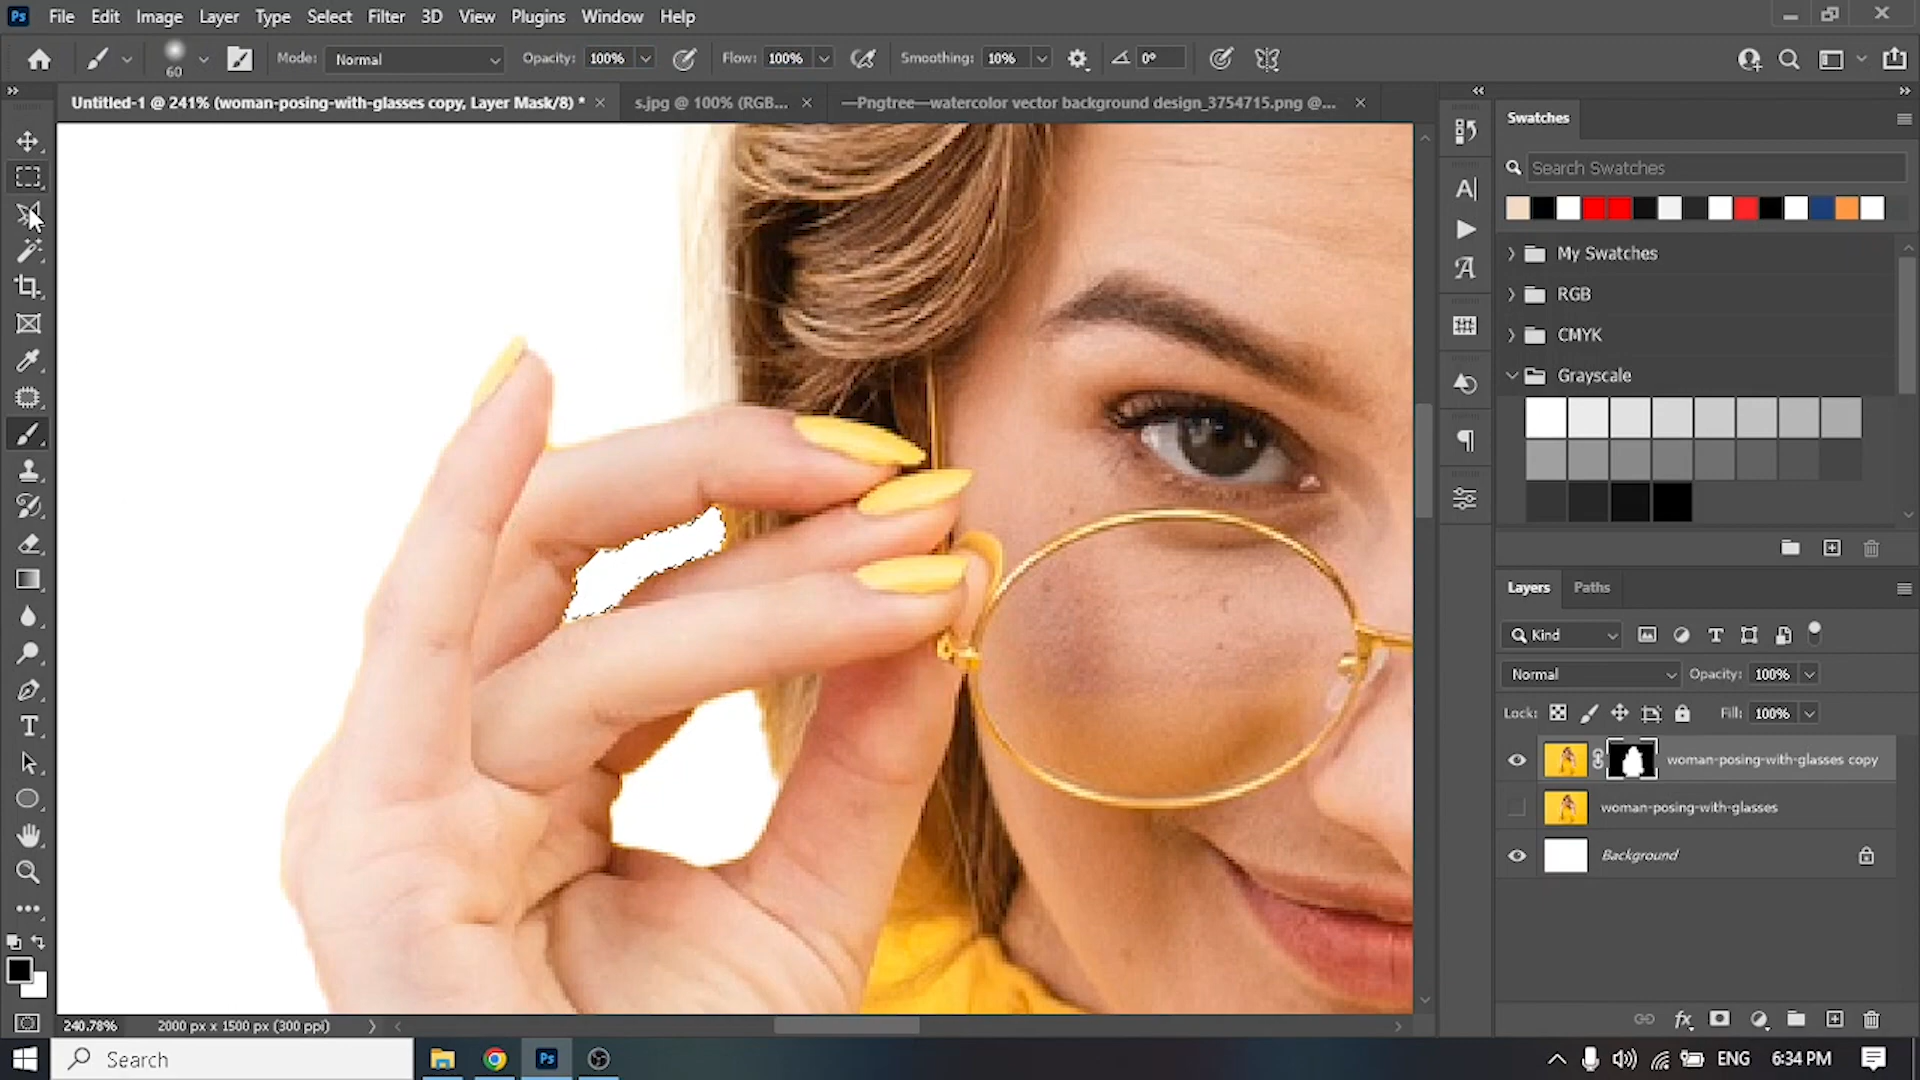 Ps File Edit Image Layer Type Select Filter 3D View Plugins Window Help
60 Mode: Normal Opacity: 100% Flow: 100% Smoothing: 10% 0°
Untitled-1 @ 241% (woman-posing-with-glasses copy, Layer Mask/8) * s.jpg @ 100% (RGB... —Pngtree—watercolor vector background design_3754715.png @...
Swatches
Search Swatches
My Swatches
RGB
CMYK
Grayscale
Layers Paths
Kind
Normal Opacity: 100%
Lock: Fill: 100%
woman-posing-with-glasses copy
woman-posing-with-glasses
Background
240.78% 2000 px x 1500 px (300 ppi)
Search Ps ENG 6:34 PM